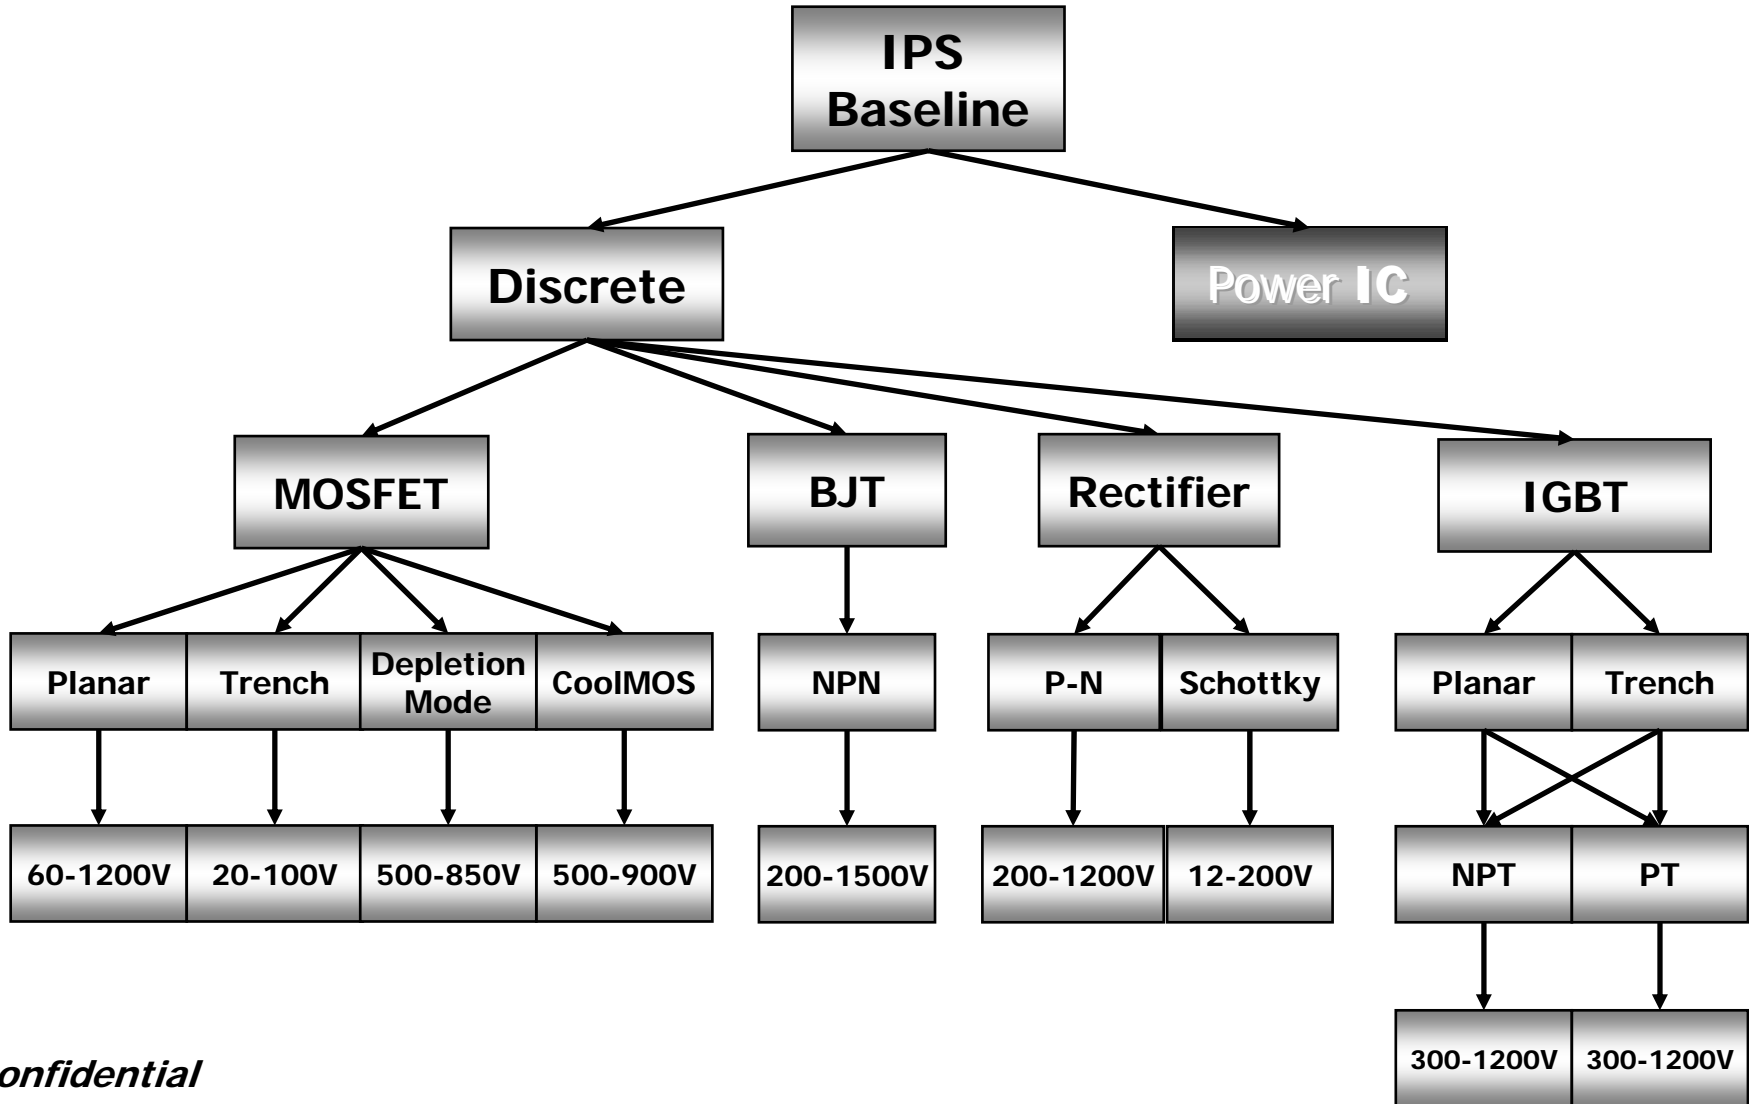 IPS
Baseline
Discrete
Power IC
MOSFET
BJT
Rectifier
IGBT
Planar
Trench
Depletion
Mode
CoolMOS
NPN
P-N
Schottky
Planar
Trench
60-1200V
20-100V
500-850V
500-900V
200-1500V
200-1200V
12-200V
NPT
PT
300-1200V
300-1200V
onfidential